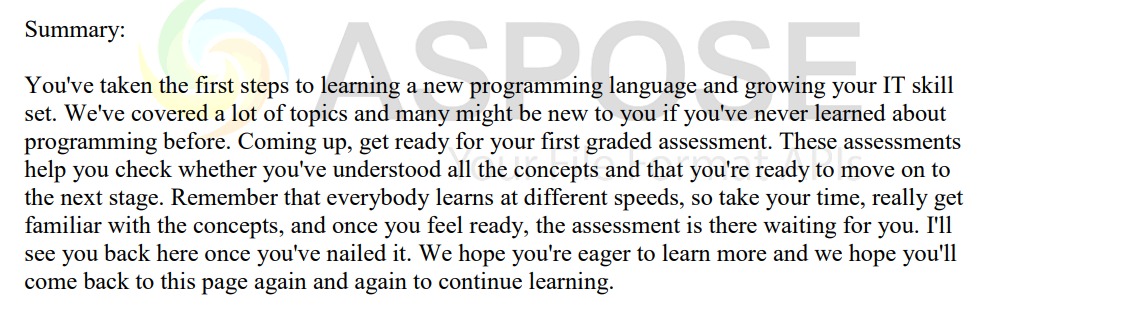 Summary:
ASPOSE
Your File Format APIs
You've taken the first steps to learning a new programming language and growing your IT skill
set. We've covered a lot of topics and many might be new to you if you've never learned about
programming before. Coming up, get ready for your first graded assessment. These assessments
help you check whether you've understood all the concepts and that you're ready to move on to
the next stage. Remember that everybody learns at different speeds, so take your time, really get
familiar with the concepts, and once you feel ready, the assessment is there waiting for you. I'll
see you back here once you've nailed it. We hope you're eager to learn more and we hope you'll
come back to this page again and again to continue learning.